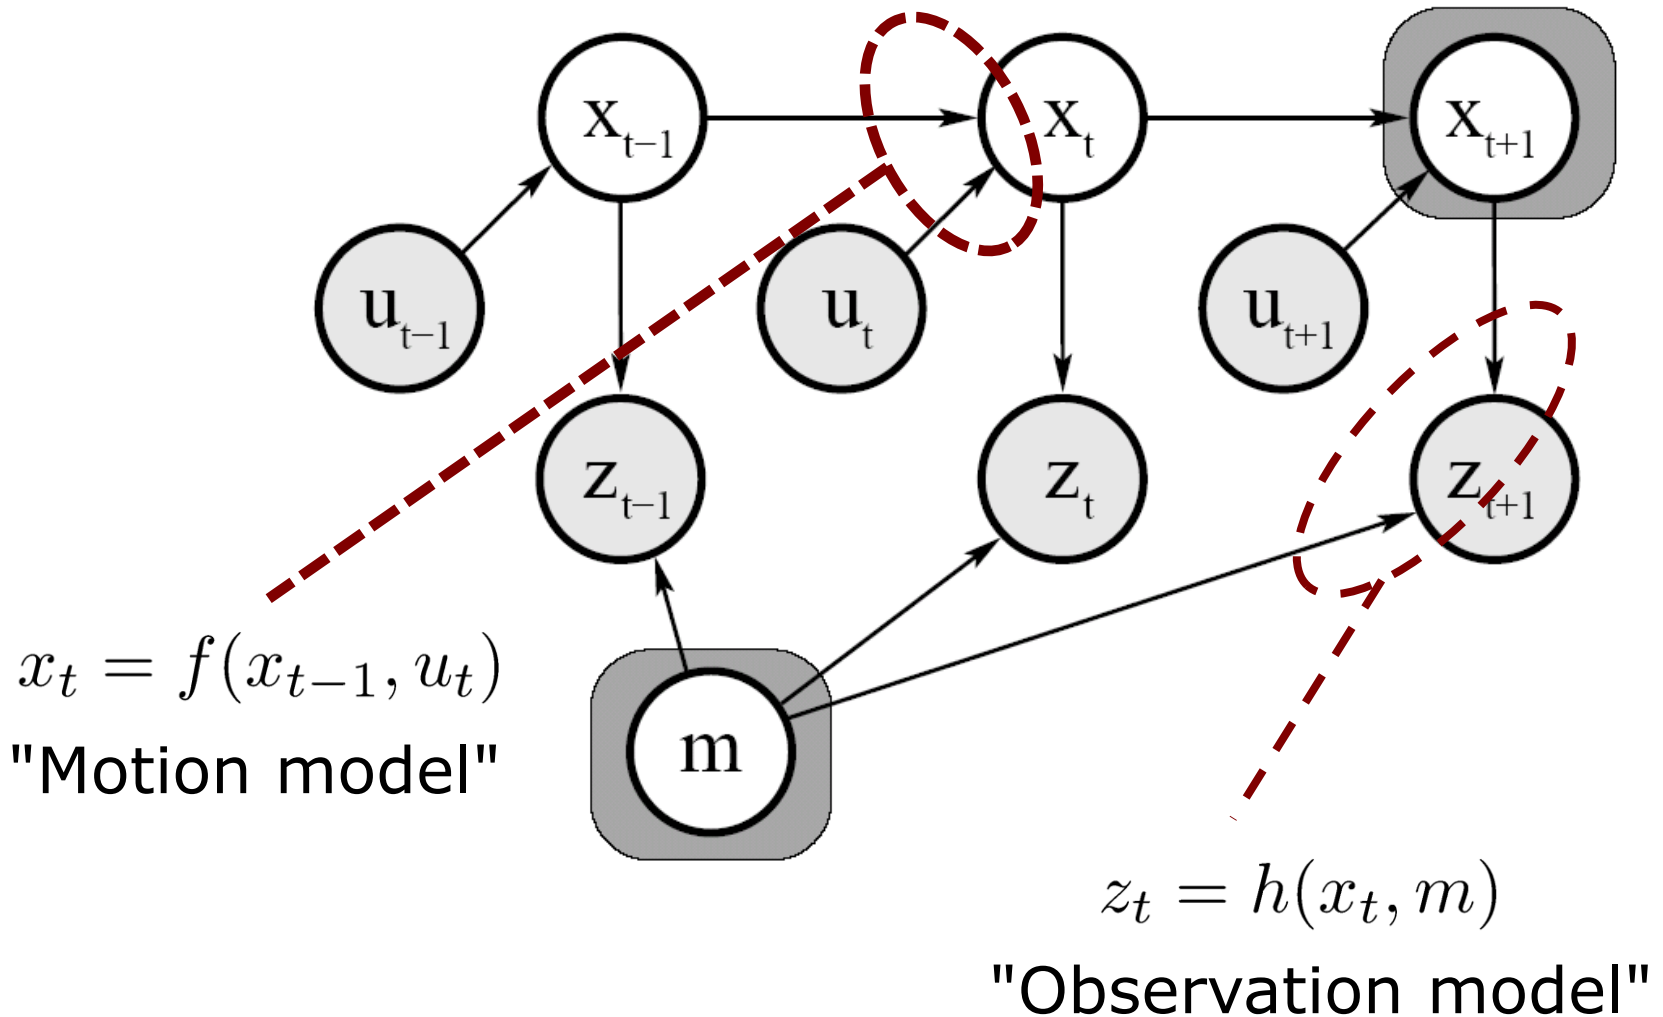 x_{t-1}
x_t
x_{t+1}
u_{t-1}
u_t
u_{t+1}
z_{t-1}
z_t
z_{t+1}
x_t = f(x_{t-1}, u_t)
"Motion model"
m
z_t = h(x_t, m)
"Observation model"